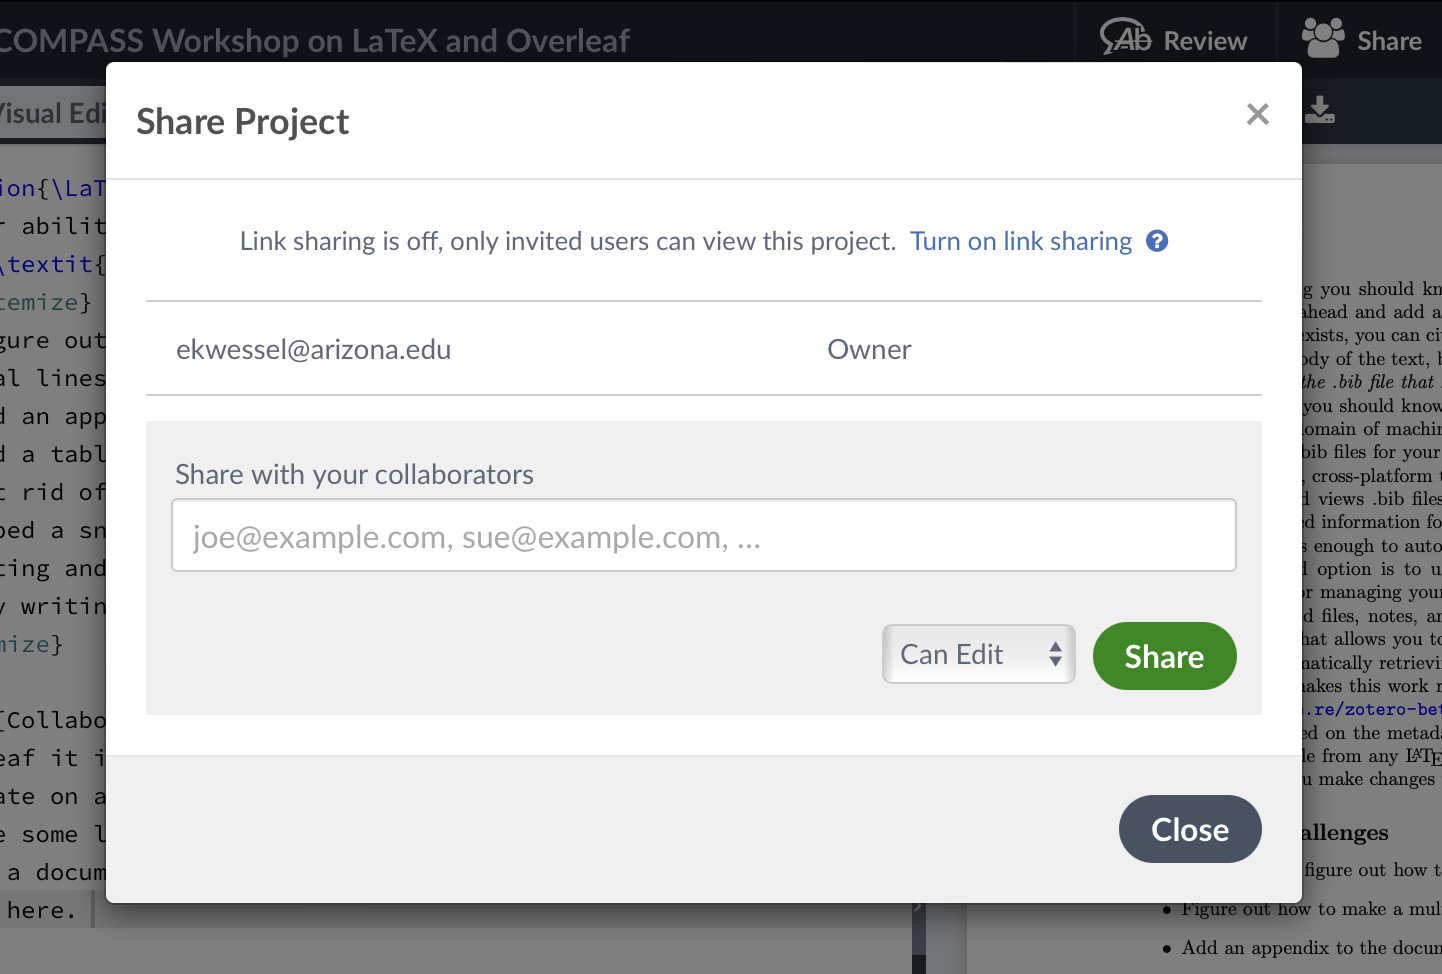 COMPASS Workshop on LaTeX and Overleaf
Review
Share
Visual Edi
Share Project
×
ion{\LaT
r abilit
\textit{
temize}
gure out
al lines
d an app
d a tabl
t rid of
ped a sn
ting and
y writin
mize}
[Collabo
eaf it i
ate on a
e some l
a docum
here.
Link sharing is off, only invited users can view this project. Turn on link sharing ?
ekwessel@arizona.edu Owner
Share with your collaborators
joe@example.com, sue@example.com, ...
Can Edit
Share
Close
g you should kn
ahead and add a
exists, you can ci
ody of the text, b
the .bib file that
you should know
omain of machin
bib files for your
, cross-platform t
d views .bib files
ed information fo
s enough to auto
d option is to u
or managing your
d files, notes, an
hat allows you to
matically retrievi
makes this work r
.re/zotero-bet
ed on the metada
le from any LATE
u make changes
allenges
figure out how t
• Figure out how to make a mul
• Add an appendix to the docum